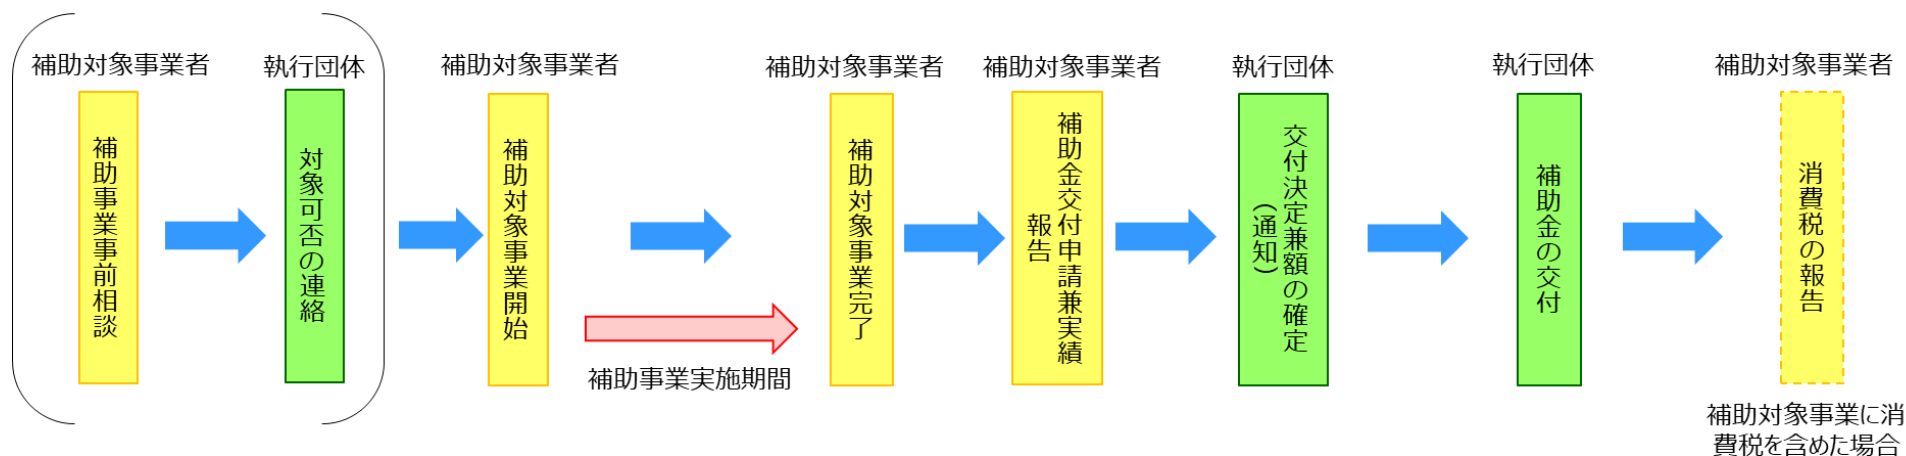 補助対象事業者
補助事業事前相談
執行団体
対象可否の連絡
補助対象事業者
補助対象事業開始
補助事業実施期間
補助対象事業者
補助対象事業完了
補助対象事業者
補助金交付申請兼実績
報告
執行団体
交付決定兼額の確定
（通知）
執行団体
補助金の交付
補助対象事業者
消費税の報告
補助対象事業に消
費税を含めた場合